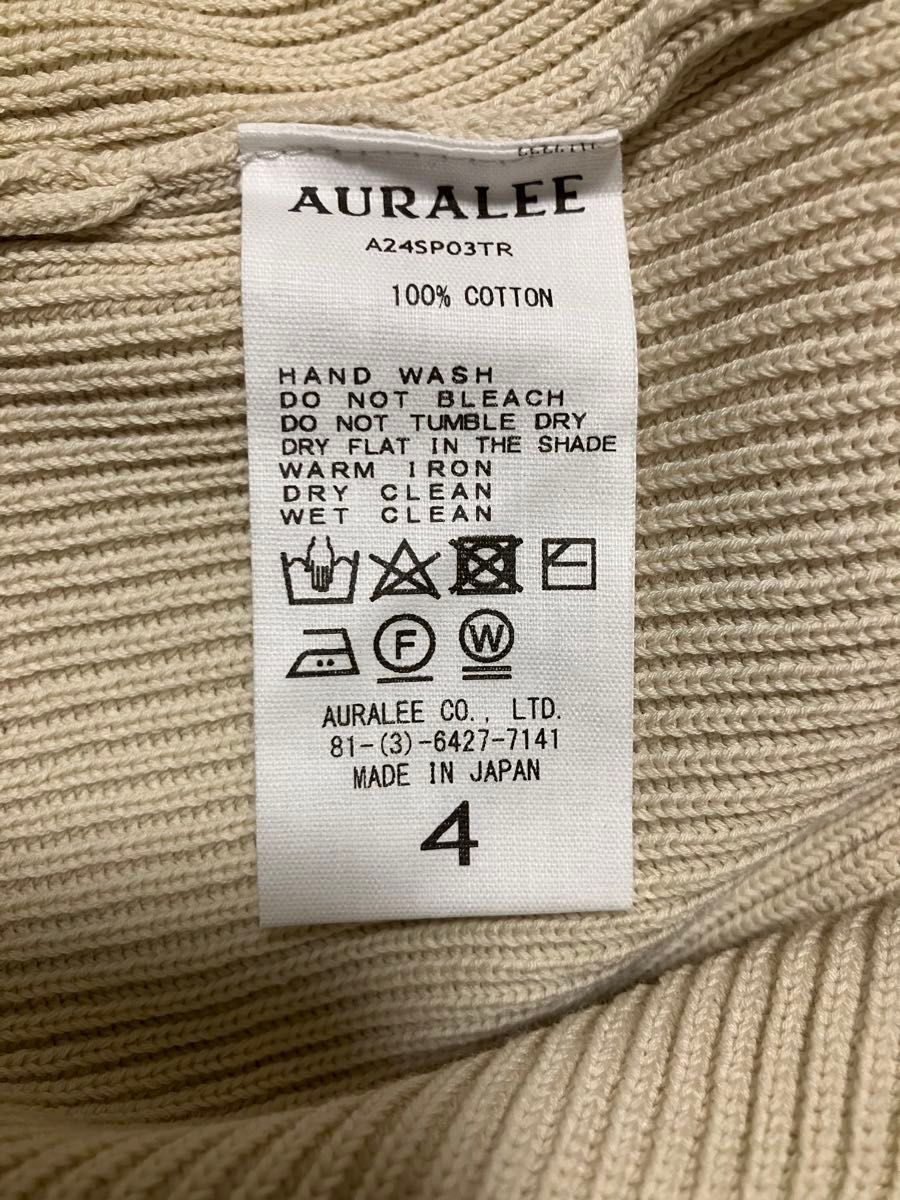 AURALEE
A24SP03TR
100% COTTON
HAND WASH
DO NOT BLEACH
DO NOT TUMBLE DRY
DRY FLAT IN THE SHADE
WARM IRON
DRY CLEAN
WET CLEAN
F W
AURALEE CO., LTD.
81-(3)-6427-7141
MADE IN JAPAN
4